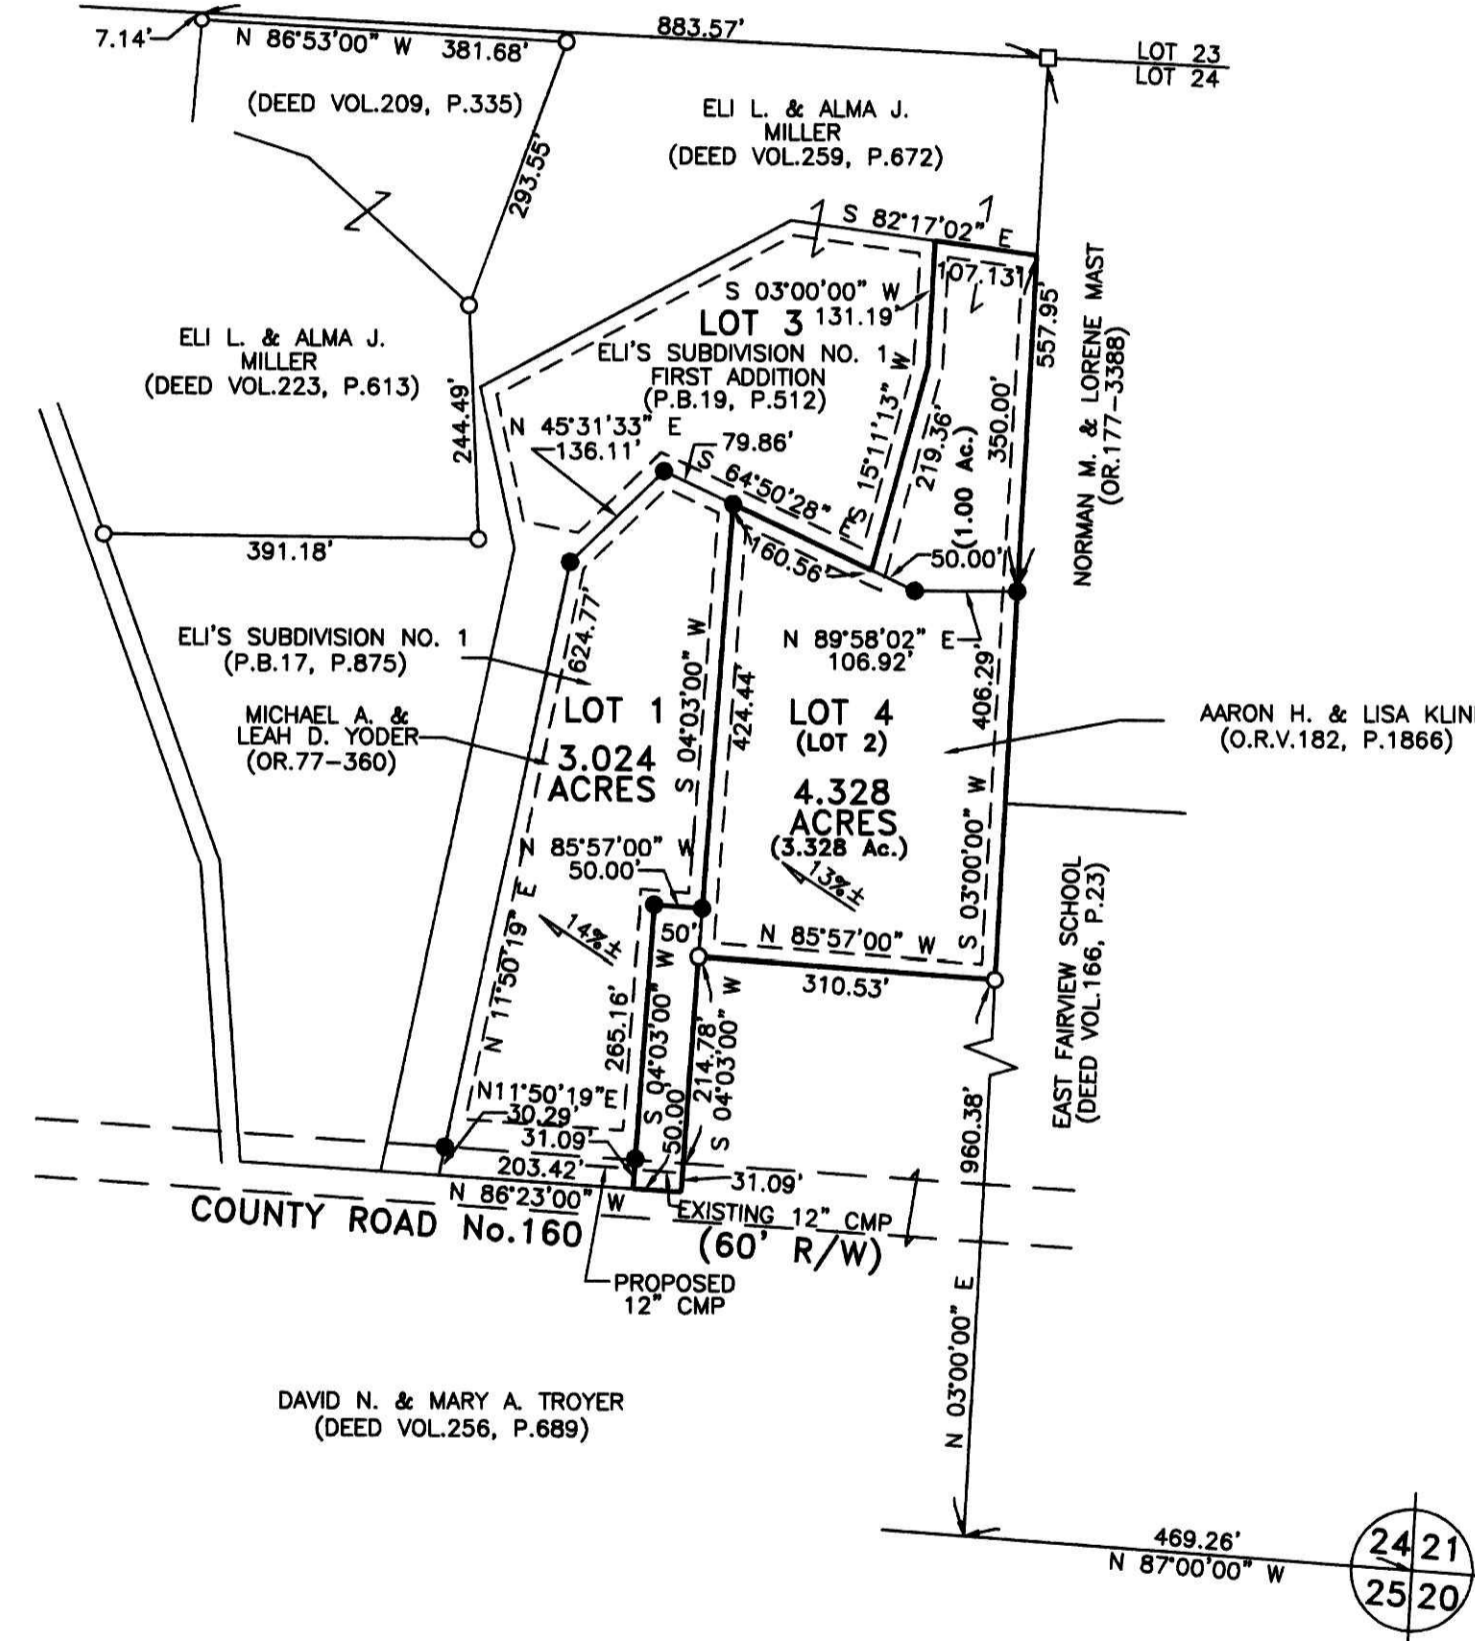 7.14'
N 86°53'00" W 381.68'
883.57'
LOT 23
LOT 24
(DEED VOL.209, P.335)
ELI L. & ALMA J.
MILLER
(DEED VOL.259, P.672)
293.55'
S 82°17'02" E
107.13'
S 03°00'00" W
131.19'
LOT 3
ELI'S SUBDIVISION NO. 1
FIRST ADDITION
(P.B.19, P.512)
ELI L. & ALMA J.
MILLER
(DEED VOL.223, P.613)
244.49'
557.95'
NORMAN M. & LORENE MAST
(OR.177-3388)
N 45°31'33" E
136.11'
79.86'
S 64°50'28" E
S 15°11'13" W
219.36'
(1.00 Ac.)
350.00'
391.18'
160.56'
50.00'
N 89°58'02" E
106.92'
ELI'S SUBDIVISION NO. 1
(P.B.17, P.875)
624.77'
S 04°03'00" W
424.44'
406.29'
MICHAEL A. &
LEAH D. YODER
(OR.77-360)
LOT 1
3.024
ACRES
LOT 4
(LOT 2)
4.328
ACRES
(3.328 Ac.)
AARON H. & LISA KLIN
(O.R.V.182, P.1866)
N 85°57'00" W
50.00'
13%±
S 03°00'00" W
N 11°50'19" E
14%±
50'
N 85°57'00" W
310.53'
EAST FAIRVIEW SCHOOL
(DEED VOL.166, P.23)
265.16'
S 04°03'00" W
214.78'
S 04°03'00" W
N11°50'19"E
30.29'
31.09'
50.00'
203.42'
31.09'
960.38'
N 86°23'00" W
EXISTING 12" CMP
COUNTY ROAD No.160
(60' R/W)
PROPOSED
12" CMP
N 03°00'00" E
DAVID N. & MARY A. TROYER
(DEED VOL.256, P.689)
469.26'
N 87°00'00" W
24 21
25 20